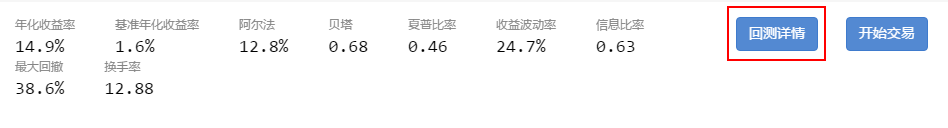 年化收益率 基准年化收益率 阿尔法 贝塔 夏普比率 收益波动率 信息比率
14.9% 1.6% 12.8% 0.68 0.46 24.7% 0.63 回测详情 开始交易
最大回撤 换手率
38.6% 12.88